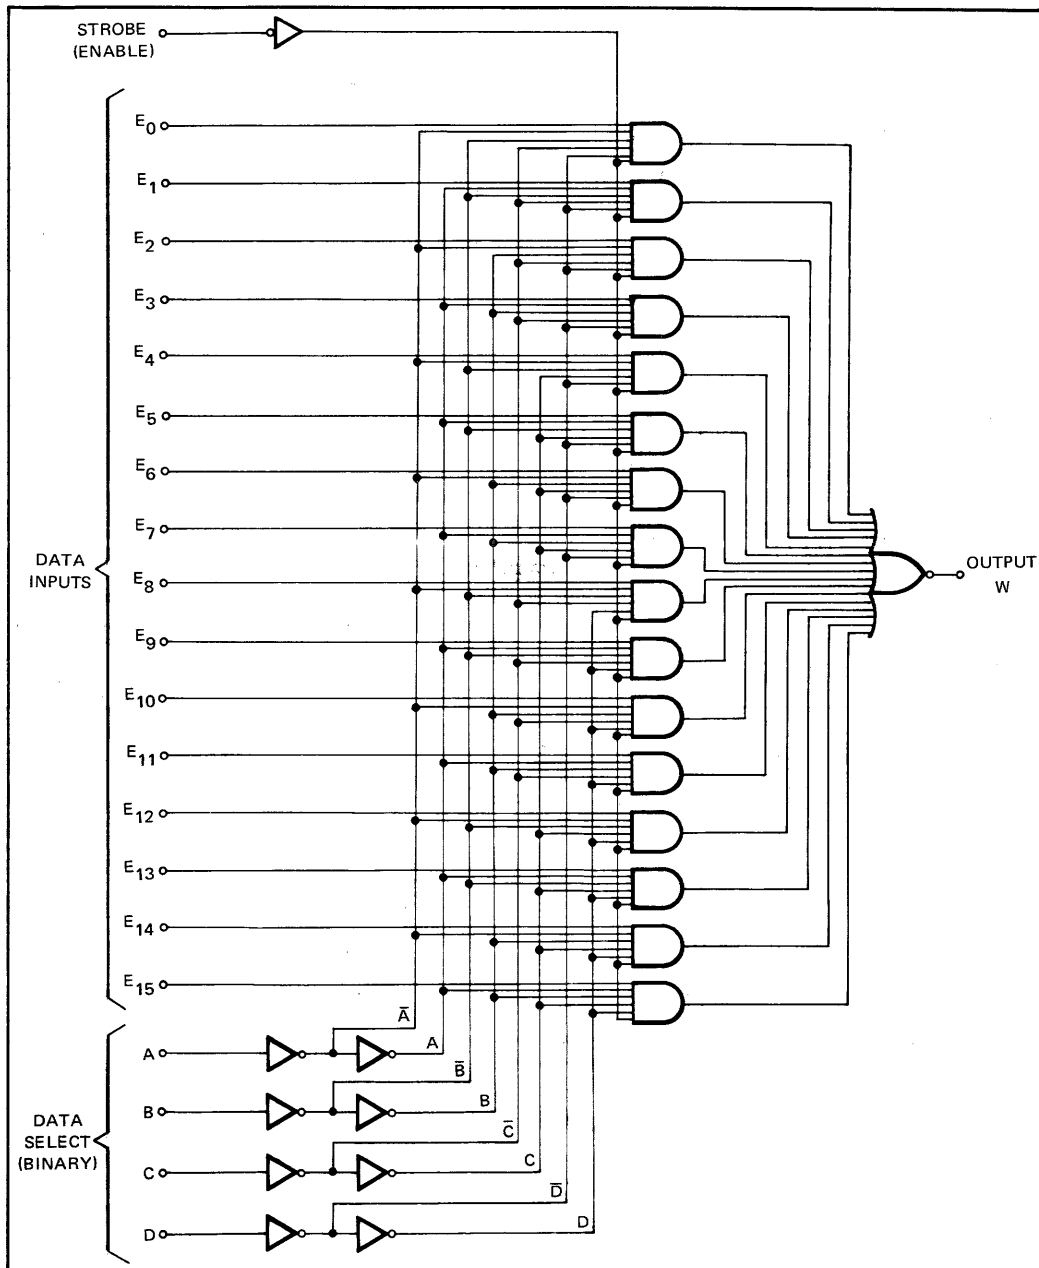 STROBE
(ENABLE)
E0
E1
E2
E3
E4
E5
E6
E7
DATA
INPUTS
E8
E9
E10
E11
E12
E13
E14
E15
OUTPUT
W
A̅
A
A
B̅
B
B
DATA
SELECT
(BINARY)
C̅
C
C
D̅
D
D